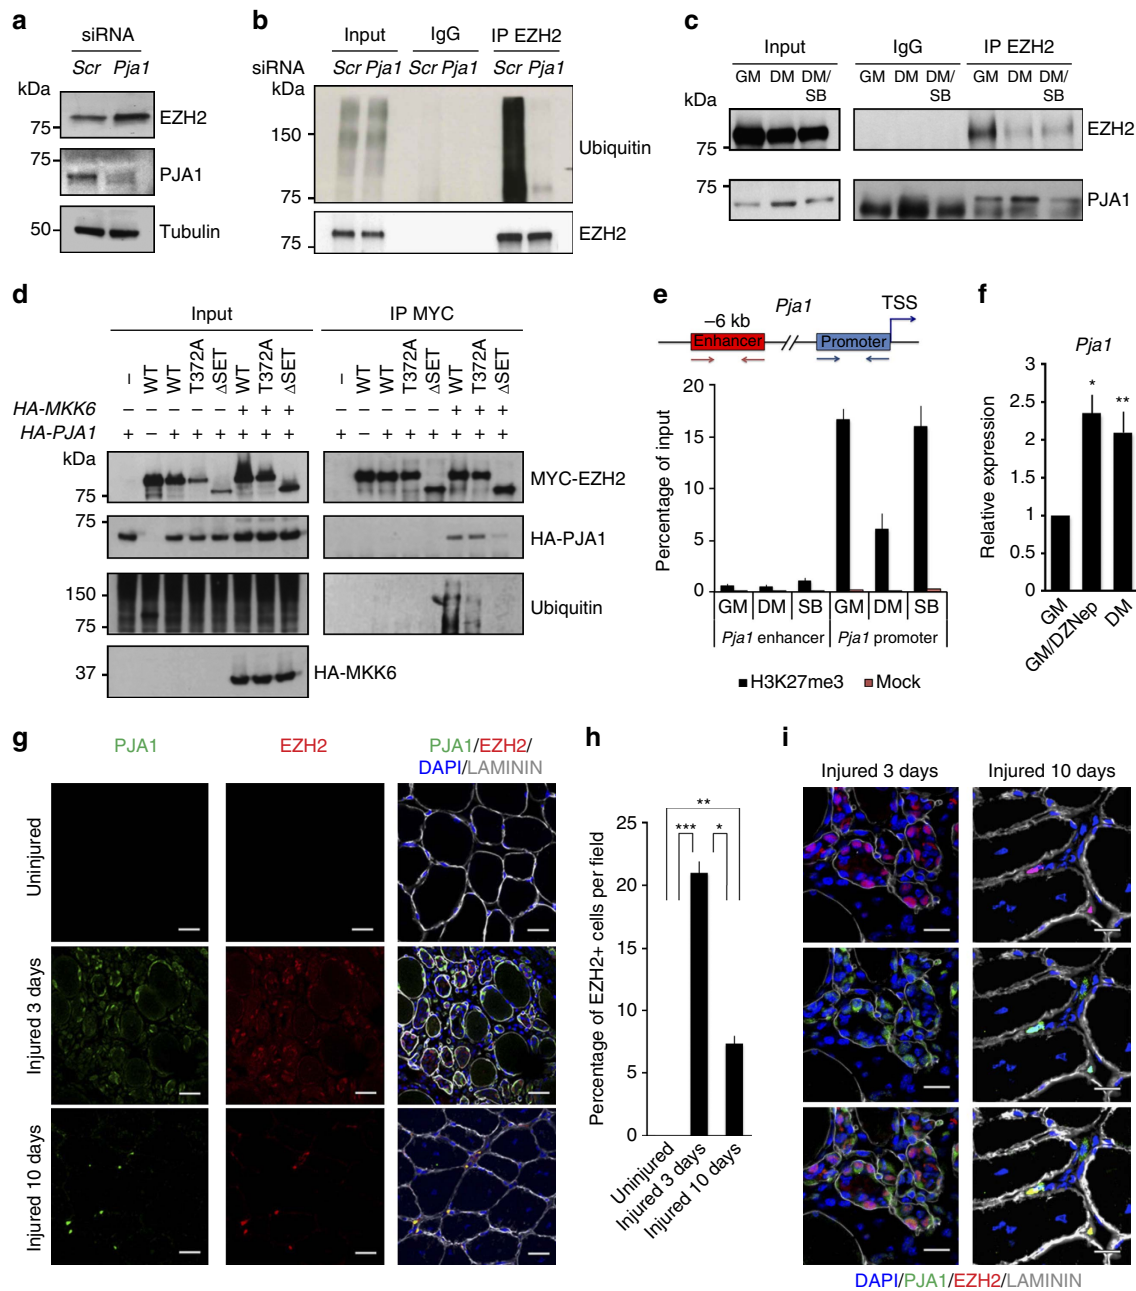 a
siRNA
Scr Pja1
kDa
75
EZH2
75
PJA1
50
Tubulin
b
Input IgG IP EZH2
siRNA Scr Pja1 Scr Pja1 Scr Pja1
kDa
150
Ubiquitin
75
75
EZH2
c
Input IgG IP EZH2
GM DM DM/SB GM DM DM/SB GM DM DM/SB
kDa
75
EZH2
75
PJA1
d
Input IP MYC
– WT WT T372A ΔSET WT T372A ΔSET – WT WT T372A ΔSET WT T372A ΔSET
HA-MKK6 – – – – – + + + – – – – – + + +
HA-PJA1 + – + + + + + + + – + + + + + +
kDa
75
MYC-EZH2
75
HA-PJA1
150
75
Ubiquitin
37
HA-MKK6
e
Pja1
TSS
–6 kb
Enhancer
Promoter
Percentage of input
20
15
10
5
0
GM DM SB GM DM SB
Pja1 enhancer Pja1 promoter
H3K27me3 Mock
f
Pja1
Relative expression
3
2.5
2
1.5
1
0.5
0
*
**
GM
GM/DZNep
DM
g
PJA1 EZH2 PJA1/EZH2/
DAPI/LAMININ
Uninjured
Injured 3 days
Injured 10 days
h
Percentage of EZH2+ cells per field
25
20
15
10
5
0
**
*** *
Uninjured
Injured 3 days
Injured 10 days
i
Injured 3 days Injured 10 days
DAPI/PJA1/EZH2/LAMININ